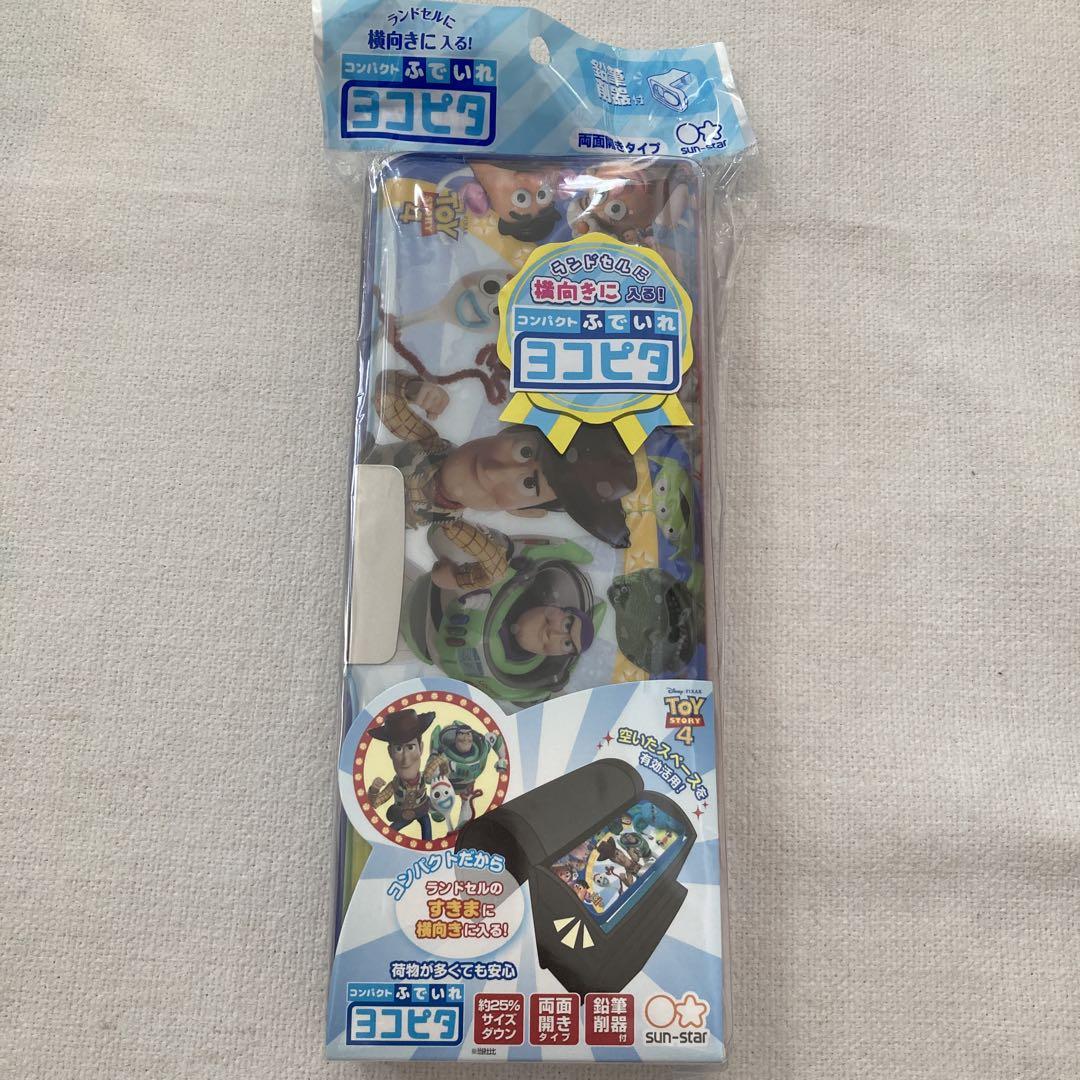 ランドセルに
横向きに入る!
コンパクト ふでいれ
ヨコピタ
鉛筆
削器付
両面開きタイプ
sun-star
TOY
STORY
4
ランドセルに
横向きに 入る!
コンパクト ふでいれ
ヨコピタ
Disney・PIXAR
TOY
STORY
4
空いたスペースを
有効活用!
コンパクトだから
ランドセルの
すきまに
横向きに入る!
荷物が多くても安心
コンパクト ふでいれ
ヨコピタ
約25%
サイズ
ダウン
※当社比
両面
開き
タイプ
鉛筆
削器付
sun-star